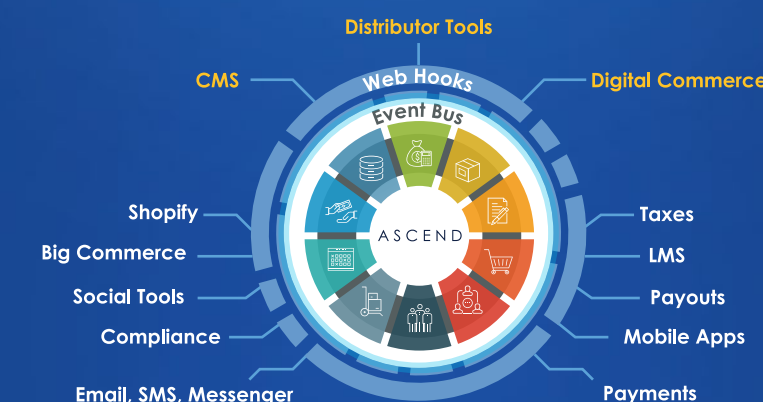 Distributor Tools
CMS
Web Hooks
Digital Commerce
Event Bus
Shopify
Taxes
ASCEND
Big Commerce
LMS
Social Tools
Payouts
Compliance
Mobile Apps
Email, SMS, Messenger
Payments